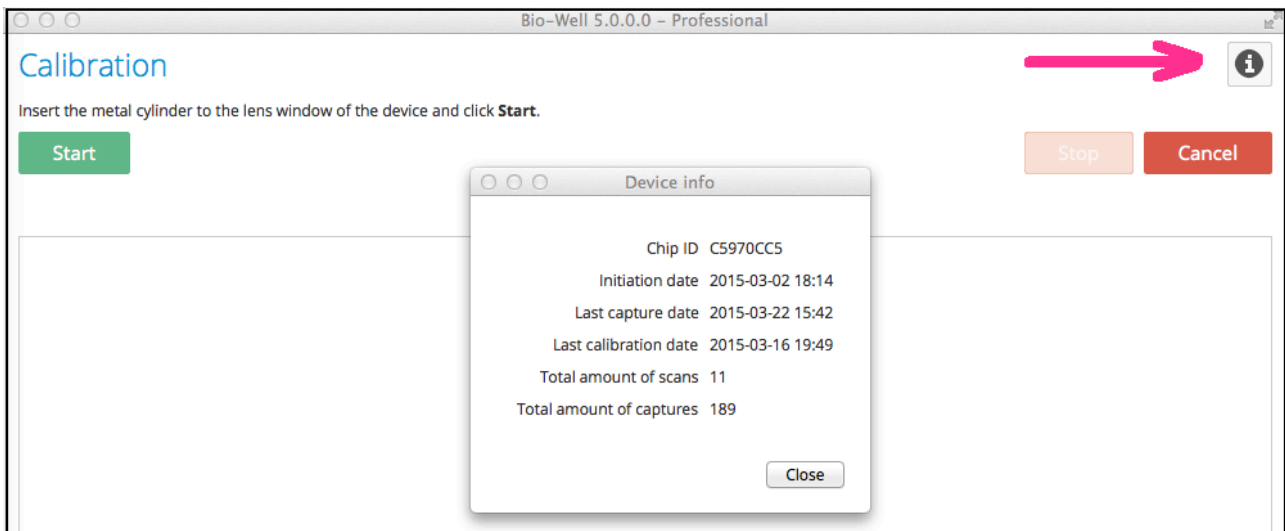 Bio-Well 5.0.0.0 – Professional
Calibration
Insert the metal cylinder to the lens window of the device and click Start.
Start
Stop
Cancel
Device info
Chip ID C5970CC5
Initiation date 2015-03-02 18:14
Last capture date 2015-03-22 15:42
Last calibration date 2015-03-16 19:49
Total amount of scans 11
Total amount of captures 189
Close